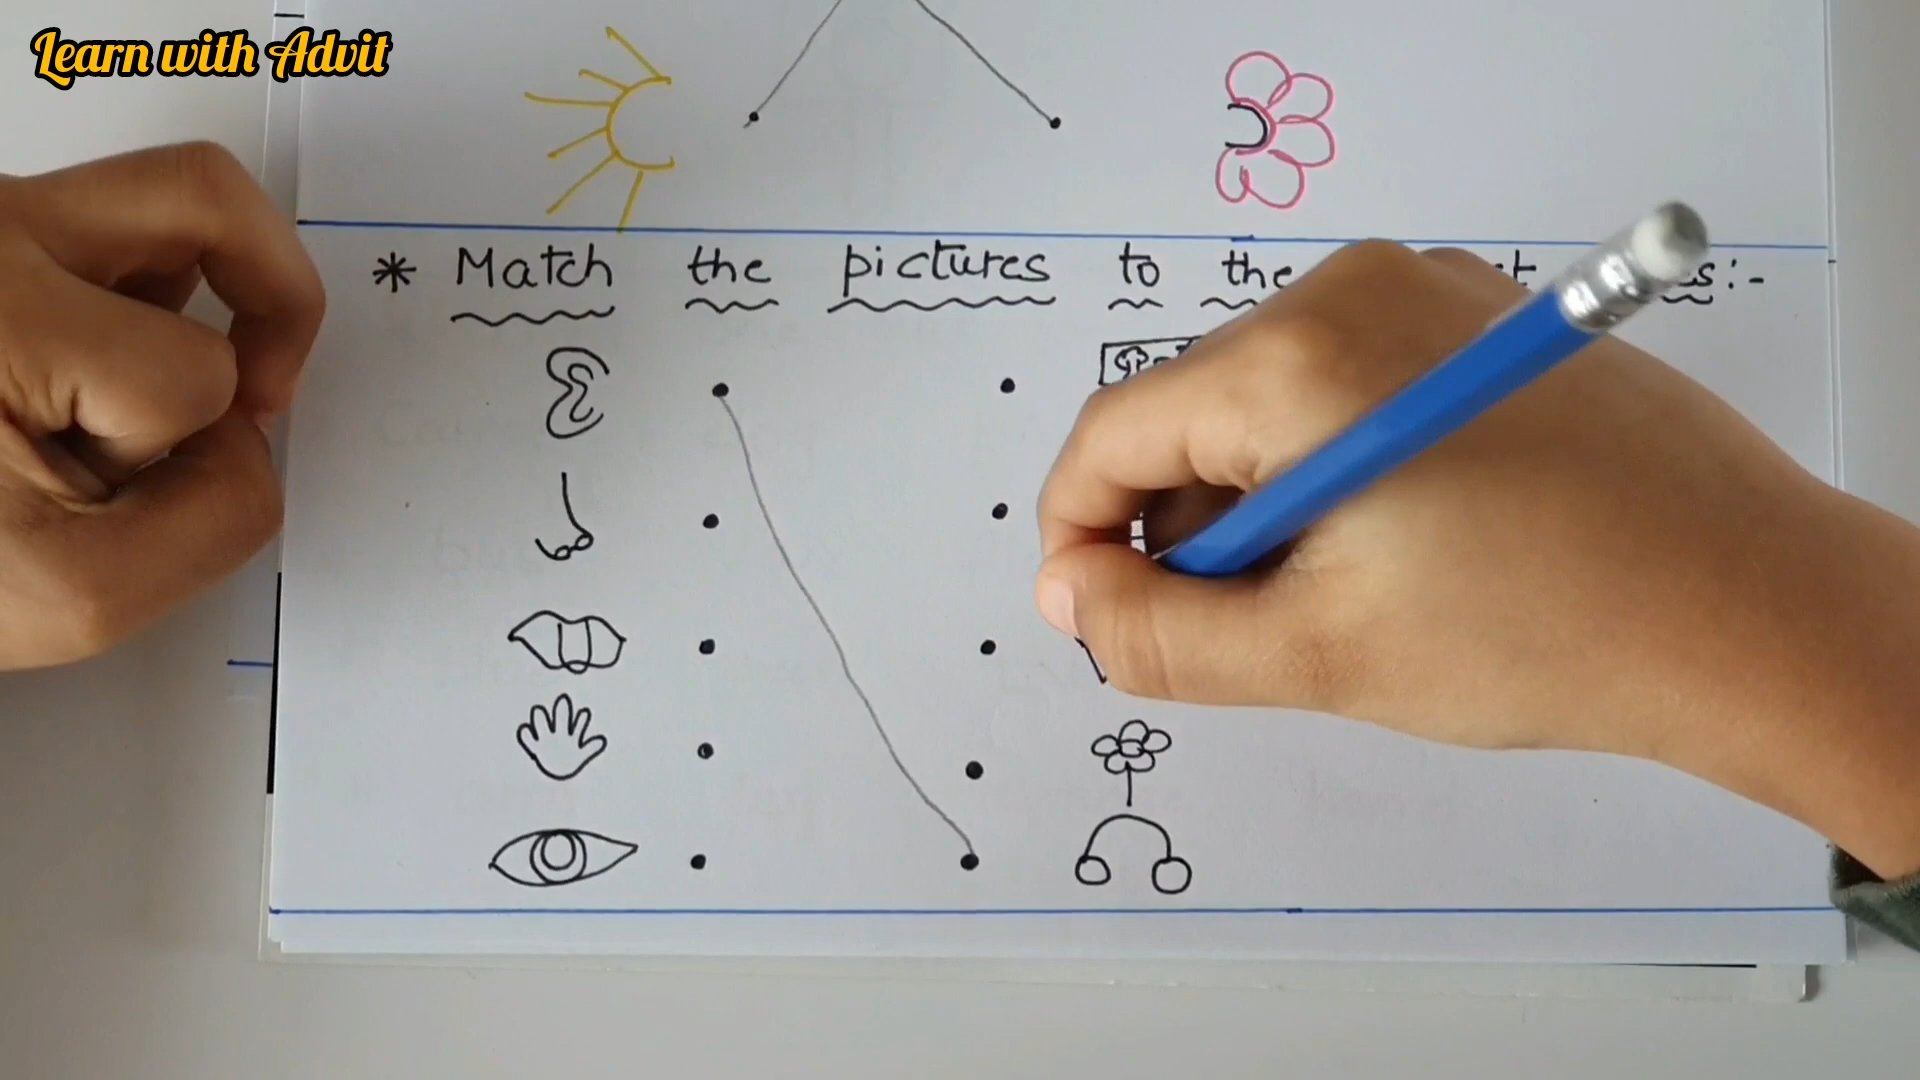 Learn with Advit
* Match the pictures to the :-